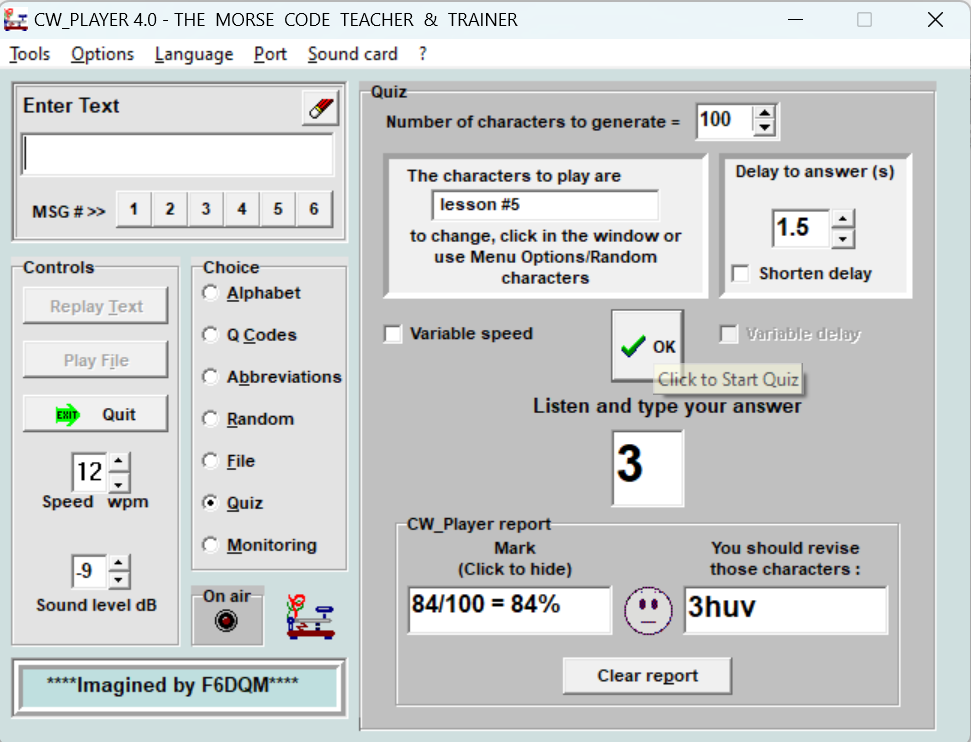 CW_PLAYER 4.0 - THE MORSE CODE TEACHER & TRAINER
Tools Options Language Port Sound card ?
Enter Text
MSG # >> 1 2 3 4 5 6
Controls
Replay Text
Play File
EXIT Quit
12
Speed wpm
-9
Sound level dB
Choice
Alphabet
Q Codes
Abbreviations
Random
File
Quiz
Monitoring
On air
****Imagined by F6DQM****
Quiz
Number of characters to generate = 100
The characters to play are
lesson #5
to change, click in the window or
use Menu Options/Random
characters
Delay to answer (s)
1.5
Shorten delay
Variable speed
OK
Variable delay
Click to Start Quiz
Listen and type your answer
3
CW_Player report
Mark
(Click to hide)
84/100 = 84%
You should revise
those characters :
3huv
Clear report